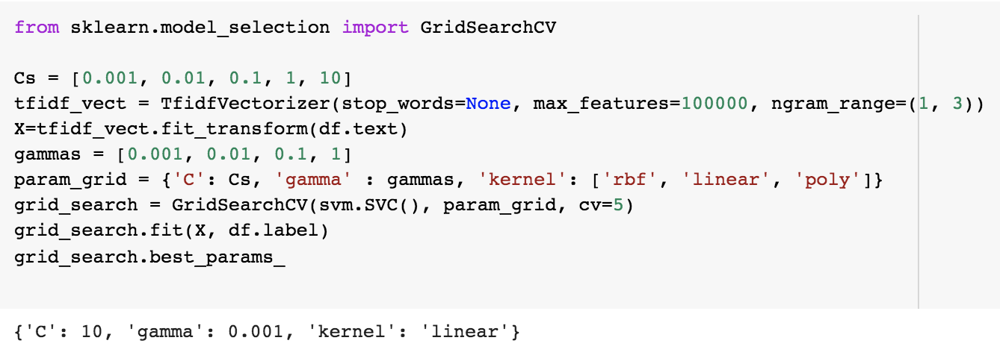 from sklearn.model_selection import GridSearchCV
Cs = [0.001, 0.01, 0.1, 1, 10]
tfidf_vect = TfidfVectorizer(stop_words=None, max_features=100000, ngram_range=(1, 3))
X=tfidf_vect.fit_transform(df.text)
gammas = [0.001, 0.01, 0.1, 1]
param_grid = {'C': Cs, 'gamma' : gammas, 'kernel': ['rbf', 'linear', 'poly']}
grid_search = GridSearchCV(svm.SVC(), param_grid, cv=5)
grid_search.fit(X, df.label)
grid_search.best_params_
{'C': 10, 'gamma': 0.001, 'kernel': 'linear'}